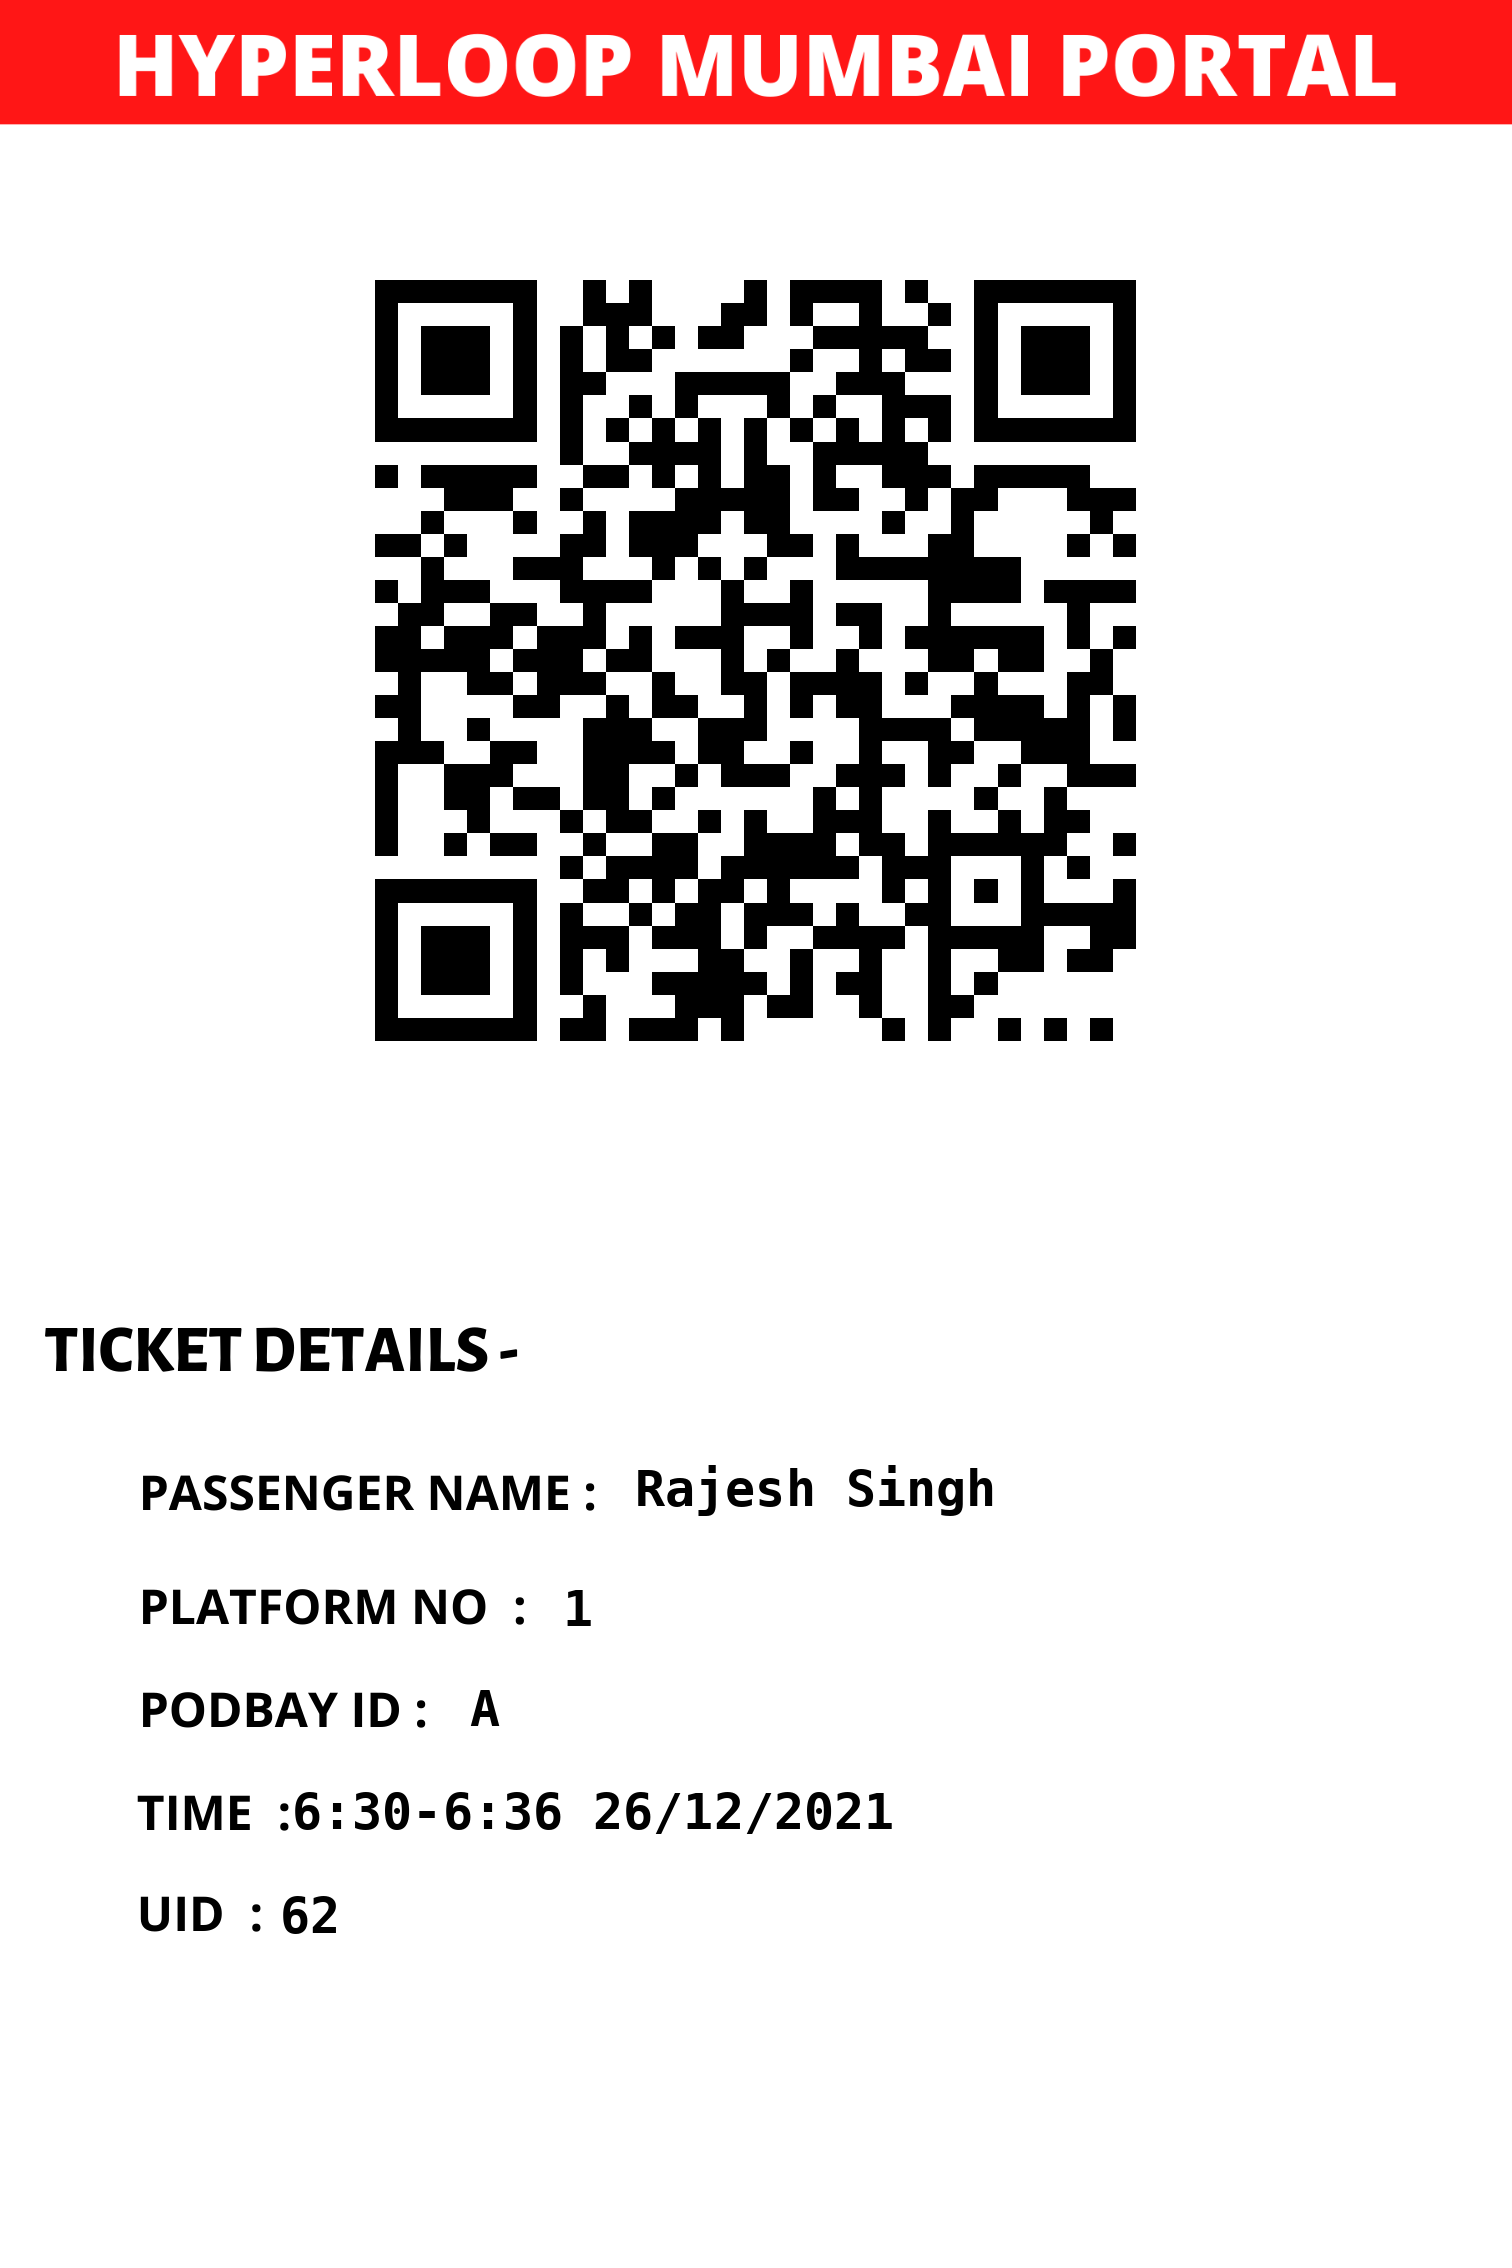 HYPERLOOP MUMBAI PORTAL
TICKET DETAILS -
PASSENGER NAME : Rajesh Singh
PLATFORM NO : 1
PODBAY ID : A
TIME :6:30-6:36 26/12/2021
UID : 62